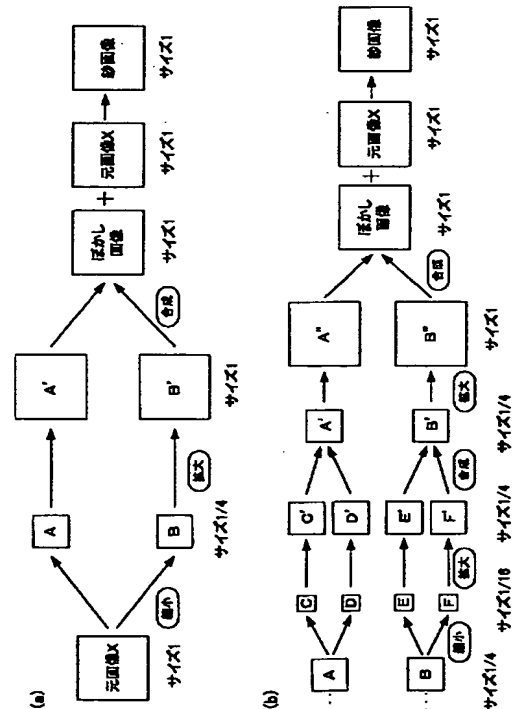 (a)
元画像X
サイズ1
縮小
A
B
サイズ1/4
拡大
A'
B'
サイズ1
合成
ぼかし
画像
サイズ1
+
元画像X
サイズ1
紗画像
サイズ1
(b)
A
B
サイズ1/4
縮小
C
D
E
F
サイズ1/16
拡大
C'
D'
E'
F'
サイズ1/4
合成
A'
B'
サイズ1/4
拡大
A"
B"
サイズ1
合成
ぼかし
画像
サイズ1
+
元画像X
サイズ1
紗画像
サイズ1